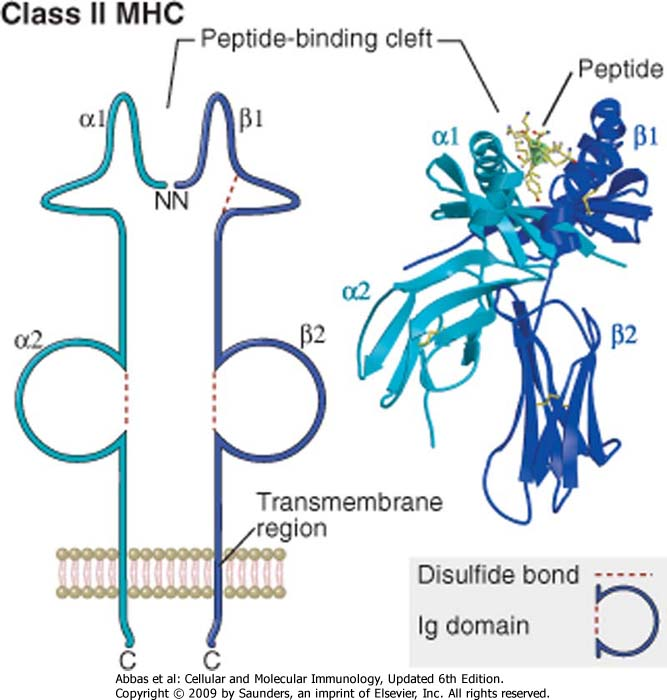 Class II MHC
Peptide-binding cleft
Peptide
α1
β1
α1
β1
NN
α2
β2
α2
β2
Transmembrane
region
C
C
Disulfide bond
Ig domain
Abbas et al: Cellular and Molecular Immunology, Updated 6th Edition.
Copyright © 2009 by Saunders, an imprint of Elsevier, Inc. All rights reserved.